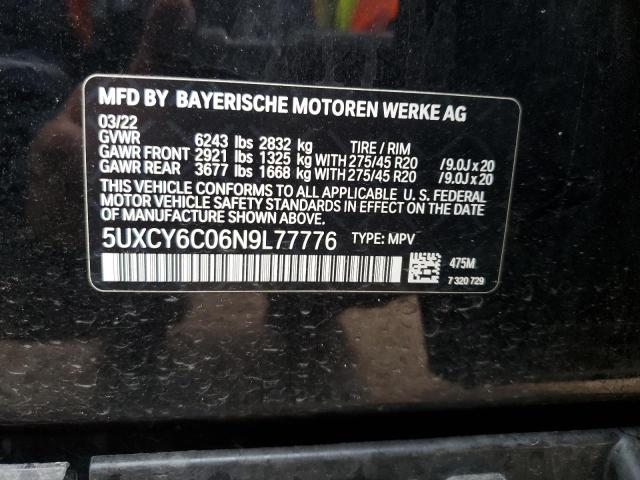 MFD BY BAYERISCHE MOTOREN WERKE AG
03/22
GVWR 6243 lbs 2832 kg TIRE / RIM
GAWR FRONT 2921 lbs 1325 kg WITH 275/45 R20 /9.0J x 20
GAWR REAR 3677 lbs 1668 kg WITH 275/45 R20 /9.0J x 20
THIS VEHICLE CONFORMS TO ALL APPLICABLE U. S. FEDERAL
MOTOR VEHICLE SAFETY STANDARDS IN EFFECT ON THE DATE OF
MANUFACTURE SHOWN ABOVE.
5UXCY6C06N9L77776 TYPE: MPV
475M
7 320 729